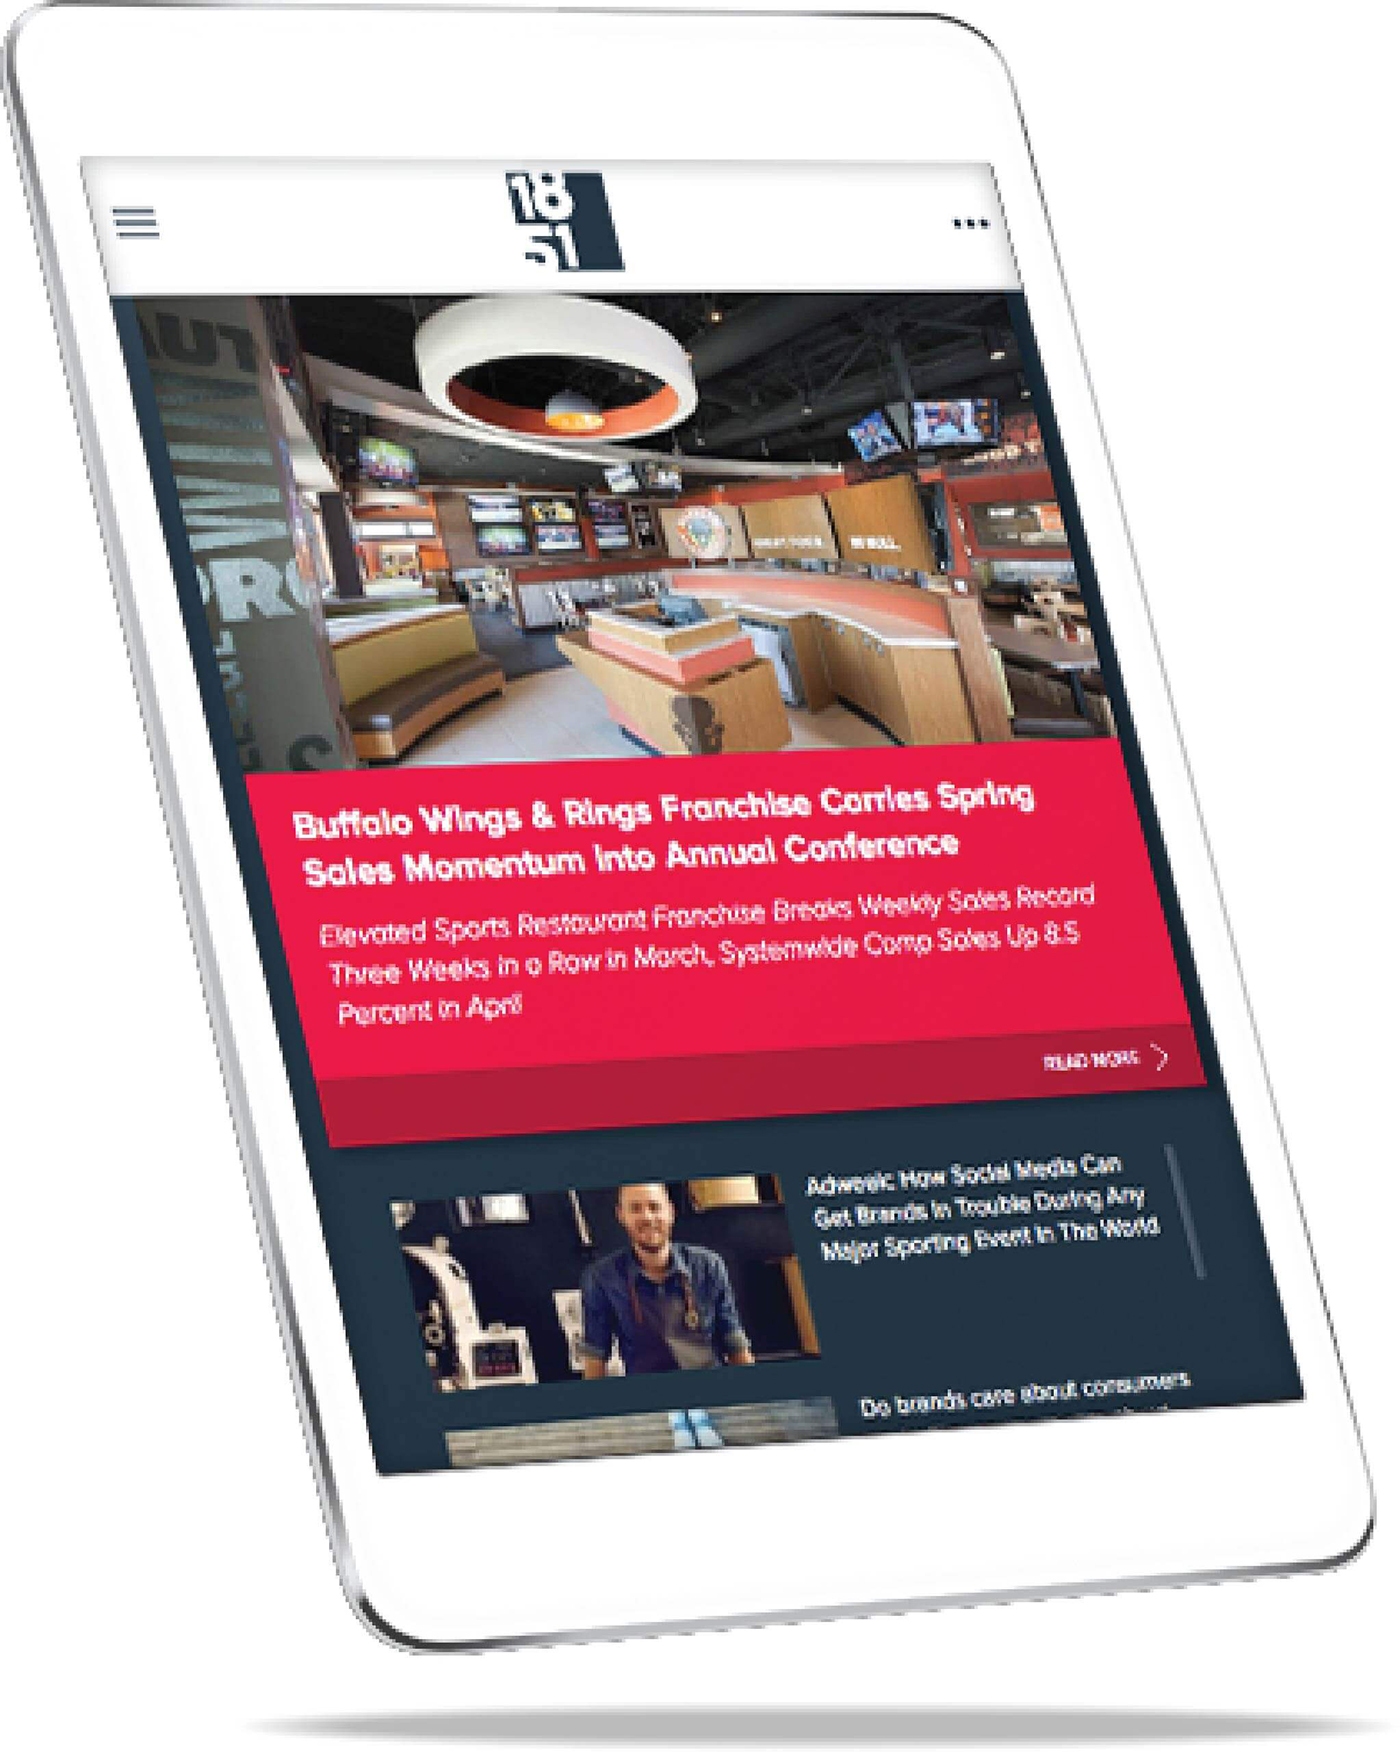 18
51
Buffalo Wings & Rings Franchise Carries Spring
Sales Momentum Into Annual Conference
Elevated Sports Restaurant Franchise Breaks Weekly Sales Record
Three Weeks in a Row in March, Systemwide Comp Sales Up 8.5
Percent in April
READ MORE
Adweek: How Social Media Can
Get Brands In Trouble During Any
Major Sporting Event In The World
Do brands care about consumers